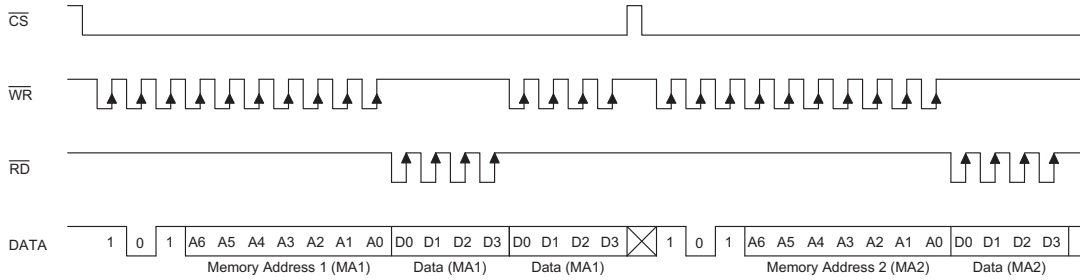 CS
WR
RD
DATA 1 0 1 A6 A5 A4 A3 A2 A1 A0 D0 D1 D2 D3 D0 D1 D2 D3 1 0 1 A6 A5 A4 A3 A2 A1 A0 D0 D1 D2 D3
Memory Address 1 (MA1) Data (MA1) Data (MA1) Memory Address 2 (MA2) Data (MA2)